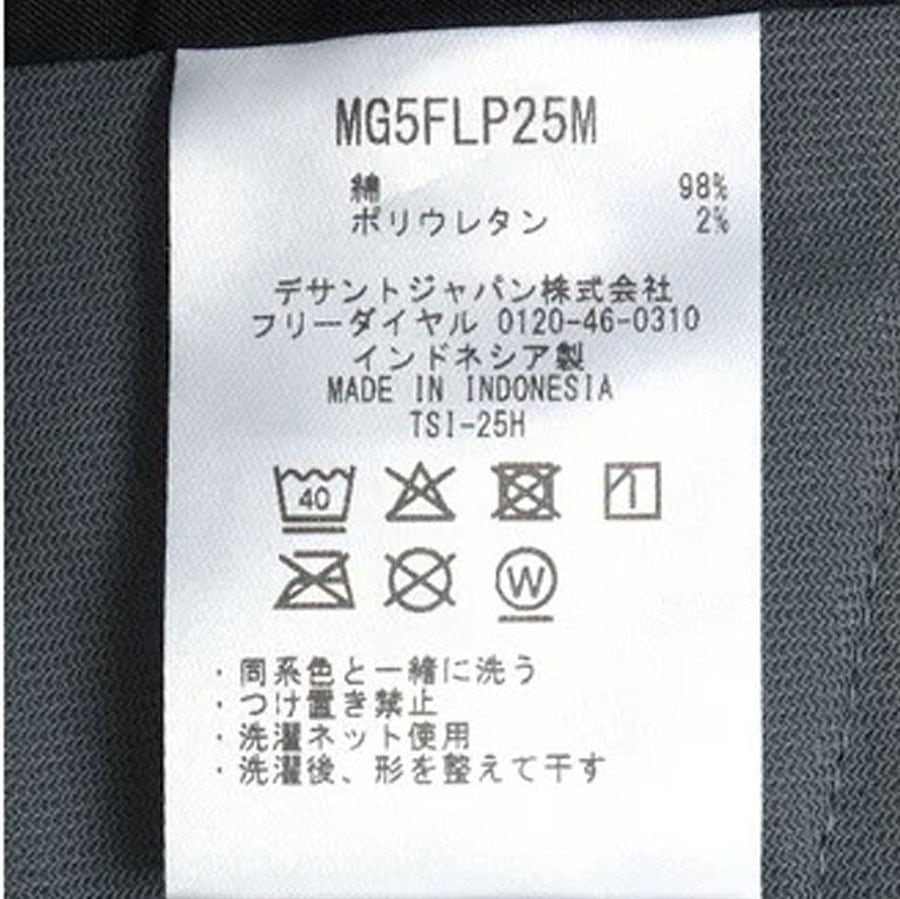 MG5FLP25M
綿 98%
ポリウレタン 2%
デサントジャパン株式会社
フリーダイヤル 0120-46-0310
インドネシア製
MADE IN INDONESIA
TSI-25H
40
W
・同系色と一緒に洗う
・つけ置き禁止
・洗濯ネット使用
・洗濯後、形を整えて干す